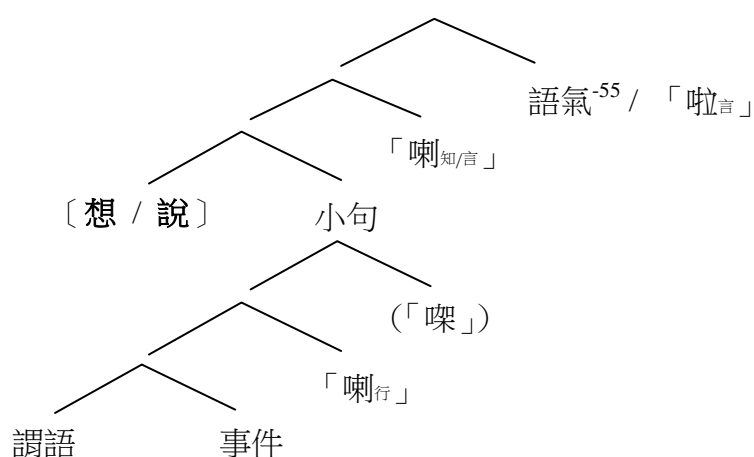 語氣-55 / 「啦言」
「喇知/言」
〔想 / 說〕 小句
(「㗎」)
「喇行」
謂語 事件